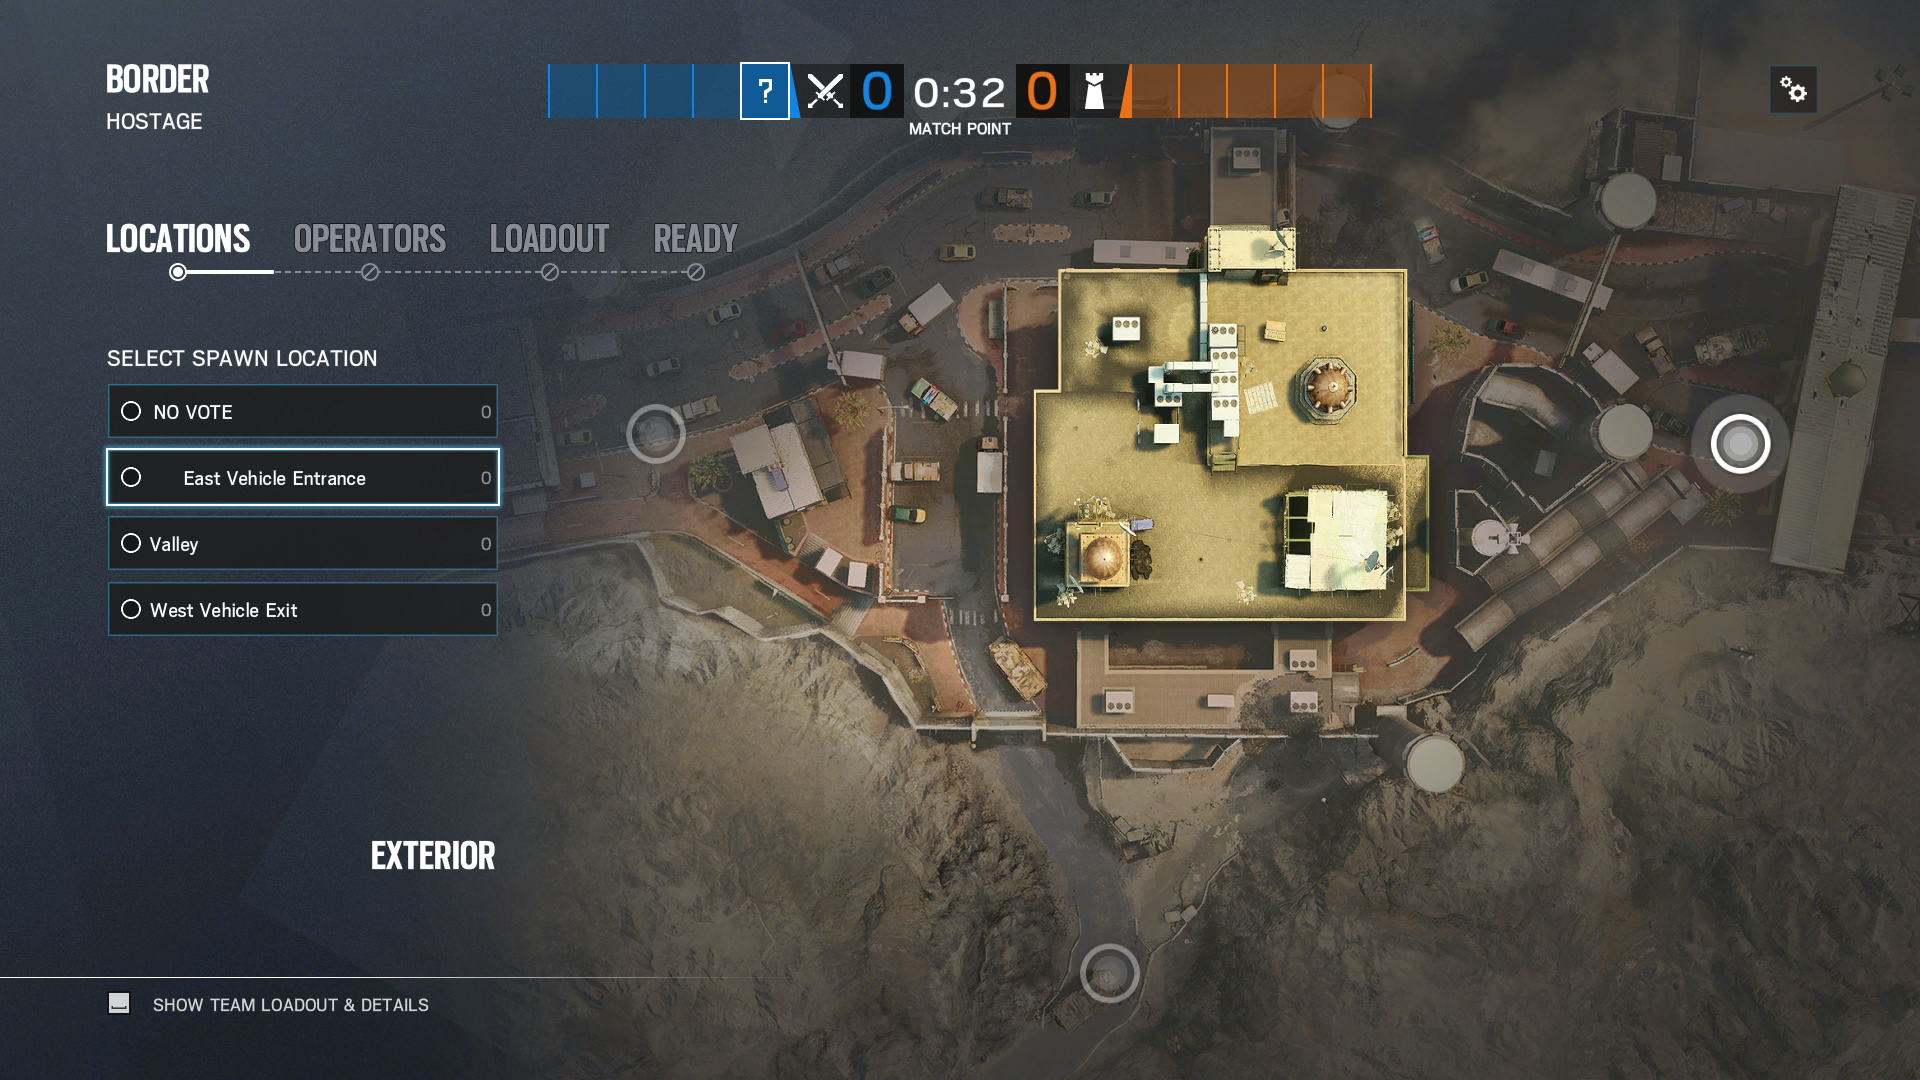 BORDER
HOSTAGE
?
0
0:32
0
MATCH POINT
LOCATIONS
OPERATORS
LOADOUT
READY
SELECT SPAWN LOCATION
NO VOTE 0
East Vehicle Entrance 0
Valley 0
West Vehicle Exit 0
EXTERIOR
SHOW TEAM LOADOUT & DETAILS